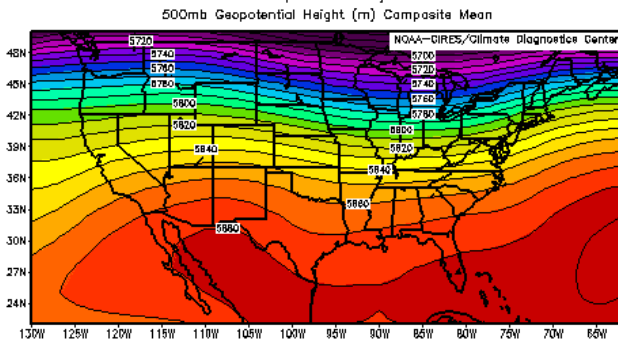 500mb Geopotential Height (m) Composite Mean
NOAA-CIRES/Climate Diagnostics Center
48N
45N
42N
39N
36N
33N
30N
27N
24N
5720
5740
5760
5780
5800
5820
5840
5880
5700
5720
5740
5760
5780
5800
5820
5840
5860
130W 125W 120W 115W 110W 105W 100W 95W 90W 85W 80W 75W 70W 65W